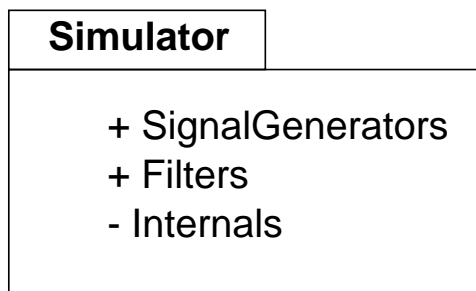 Simulator
+ SignalGenerators
+ Filters
- Internals